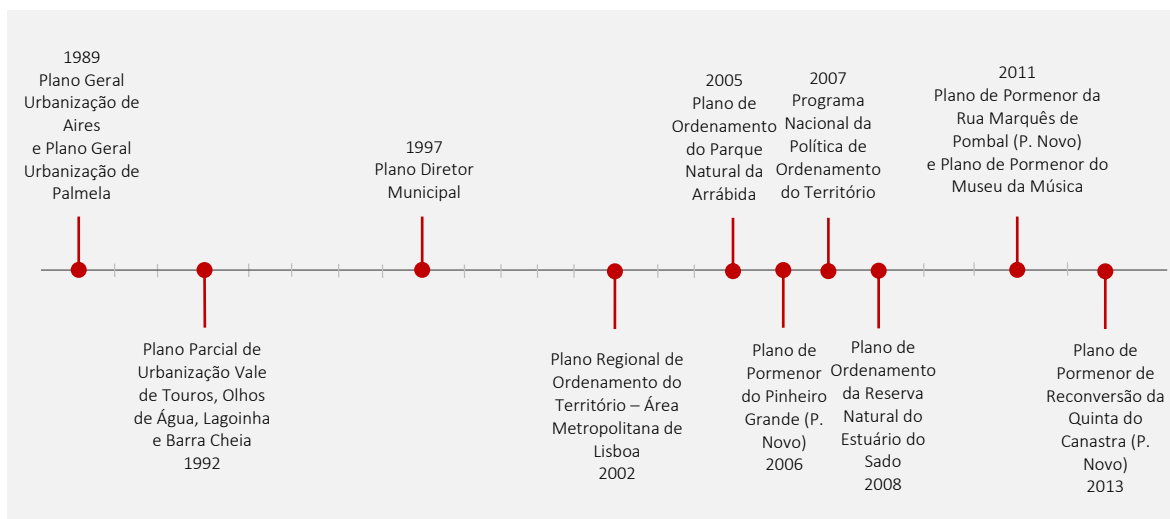 1989
Plano Geral
Urbanização de
Aires
e Plano Geral
Urbanização de
Palmela
Plano Parcial de
Urbanização Vale
de Touros, Olhos
de Água, Lagoinha
e Barra Cheia
1992
1997
Plano Diretor
Municipal
Plano Regional de
Ordenamento do
Território – Área
Metropolitana de
Lisboa
2002
2005
Plano de
Ordenamento
do Parque
Natural da
Arrábida
Plano de
Pormenor
do Pinheiro
Grande (P.
Novo)
2006
2007
Programa
Nacional da
Política de
Ordenamento
do Território
Plano de
Ordenamento
da Reserva
Natural do
Estuário do
Sado
2008
2011
Plano de Pormenor da
Rua Marquês de
Pombal (P. Novo)
e Plano de Pormenor do
Museu da Música
Plano de
Pormenor de
Reconversão da
Quinta do
Canastra (P.
Novo)
2013